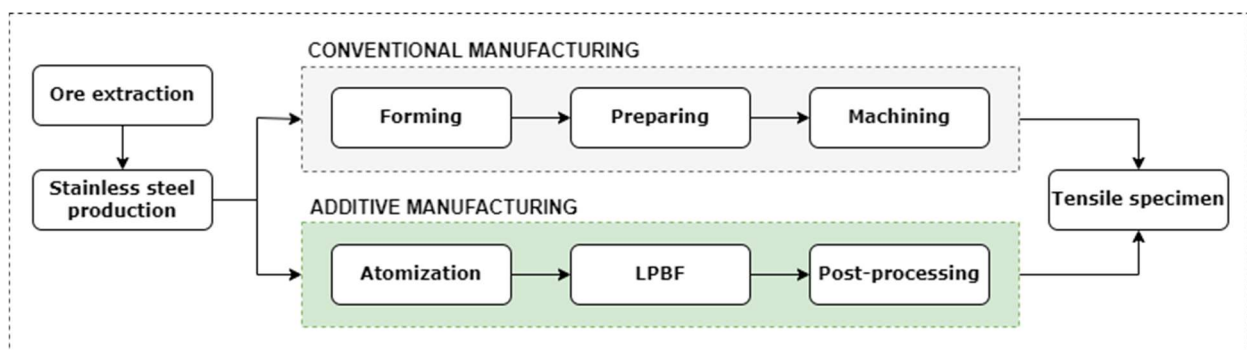 CONVENTIONAL MANUFACTURING
Ore extraction
Forming
Preparing
Machining
Stainless steel
production
Tensile specimen
ADDITIVE MANUFACTURING
Atomization
LPBF
Post-processing